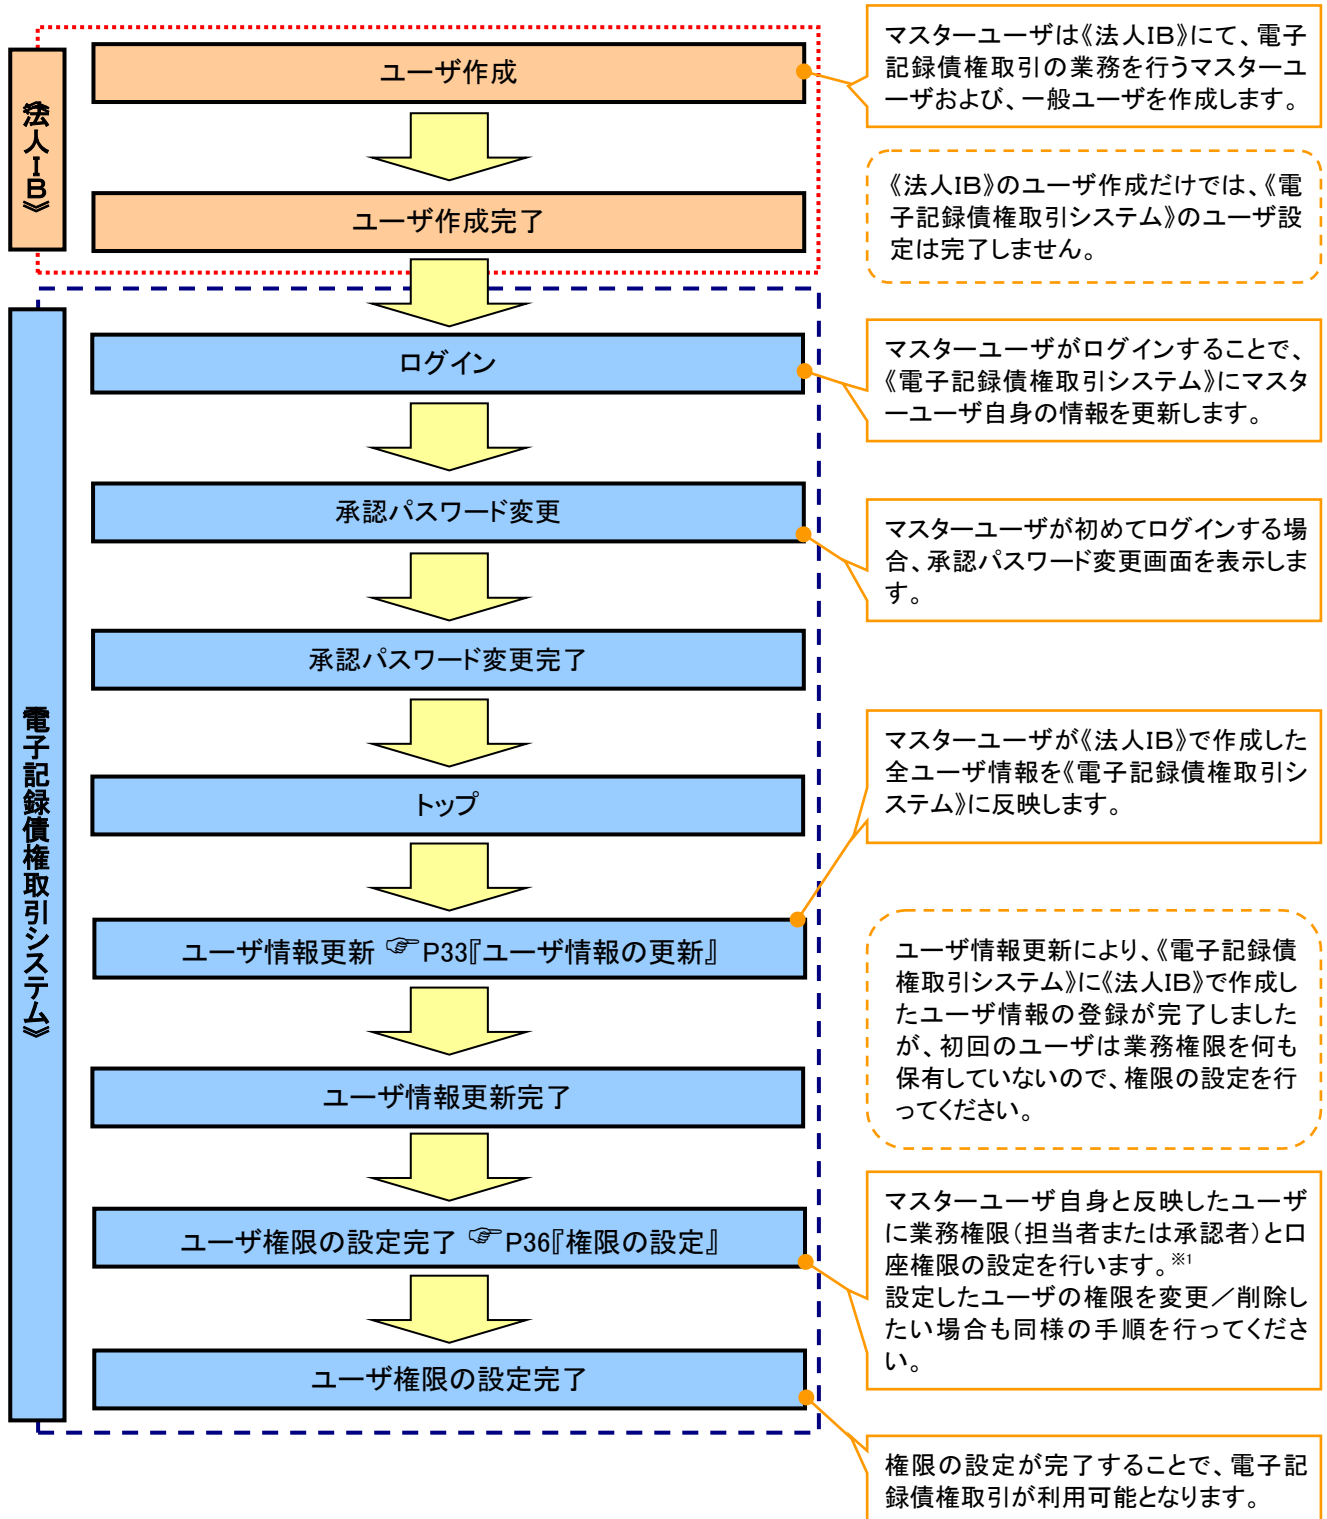 《法人ＩＢ》
ユーザ作成
マスターユーザは《法人IB》にて、電子
記録債権取引の業務を行うマスターユ
ーザおよび、一般ユーザを作成します。
《法人IB》のユーザ作成だけでは、《電
子記録債権取引システム》のユーザ設
定は完了しません。
ユーザ作成完了
《電子記録債権取引システム》
ログイン
マスターユーザがログインすることで、
《電子記録債権取引システム》にマスタ
ーユーザ自身の情報を更新します。
承認パスワード変更
マスターユーザが初めてログインする場
合、承認パスワード変更画面を表示しま
す。
承認パスワード変更完了
トップ
マスターユーザが《法人IB》で作成した
全ユーザ情報を《電子記録債権取引シ
ステム》に反映します。
ユーザ情報更新 ☞P33『ユーザ情報の更新』
ユーザ情報更新により、《電子記録債
権取引システム》に《法人IB》で作成し
たユーザ情報の登録が完了しました
が、初回のユーザは業務権限を何も
保有していないので、権限の設定を行
ってください。
ユーザ情報更新完了
ユーザ権限の設定完了 ☞P36『権限の設定』
マスターユーザ自身と反映したユーザ
に業務権限（担当者または承認者）と口
座権限の設定を行います。※1
設定したユーザの権限を変更／削除し
たい場合も同様の手順を行ってくださ
い。
ユーザ権限の設定完了
権限の設定が完了することで、電子記
録債権取引が利用可能となります。